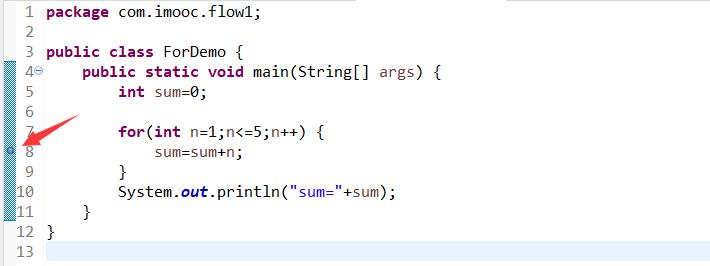 1 package com.imooc.flow1;
2
3 public class ForDemo {
4 public static void main(String[] args) {
5 int sum=0;
6
7 for(int n=1;n<=5;n++) {
8 sum=sum+n;
9 }
10 System.out.println("sum="+sum);
11 }
12 }
13